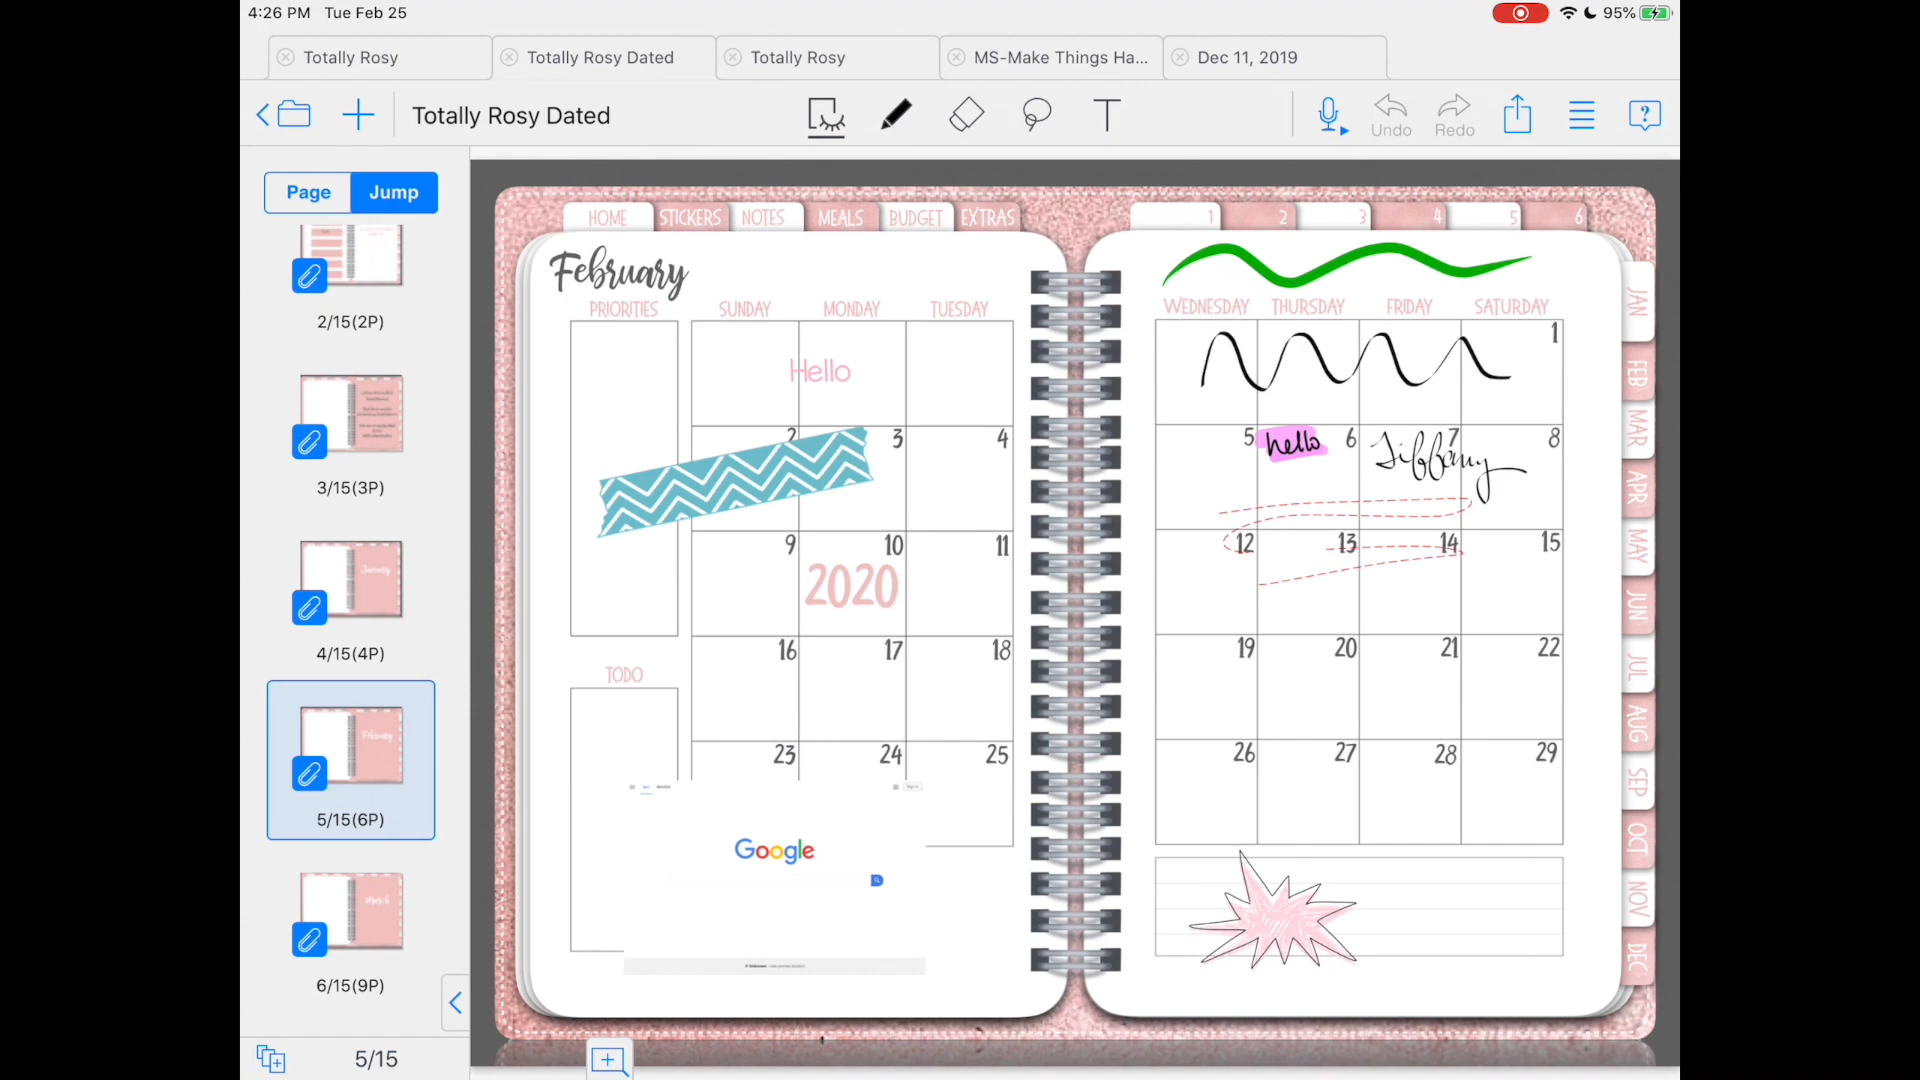 4:26 PM Tue Feb 25 95%
Totally Rosy
Totally Rosy Dated
Totally Rosy
MS-Make Things Ha...
Dec 11, 2019
Totally Rosy Dated
T
Undo
Redo
?
Page
Jump
2/15(2P)
3/15(3P)
January
4/15(4P)
February
5/15(6P)
March
6/15(9P)
5/15
HOME
STICKERS
NOTES
MEALS
BUDGET
EXTRAS
1
2
3
4
5
6
February
PRIORITIES
SUNDAY
MONDAY
TUESDAY
WEDNESDAY
THURSDAY
FRIDAY
SATURDAY
Hello
1
2
3
4
5
hello
6
Tiffany
7
8
9
10
11
12
13
14
15
2020
TODO
16
17
18
19
20
21
22
23
24
25
26
27
28
29
Google
JAN
FEB
MAR
APR
MAY
JUN
JUL
AUG
SEP
OCT
NOV
DEC